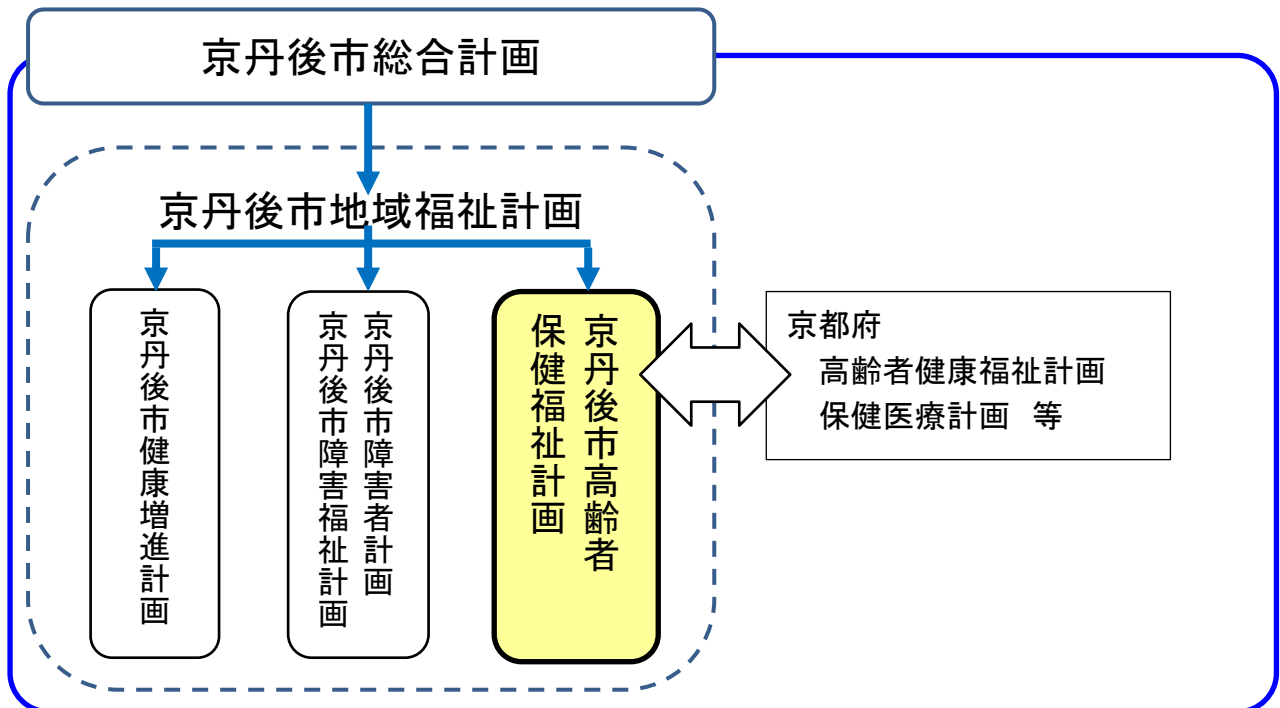 京丹後市総合計画
京丹後市地域福祉計画
京丹後市健康増進計画
京丹後市障害者計画
京丹後市障害福祉計画
京丹後市高齢者
保健福祉計画
京都府
高齢者健康福祉計画
保健医療計画　等